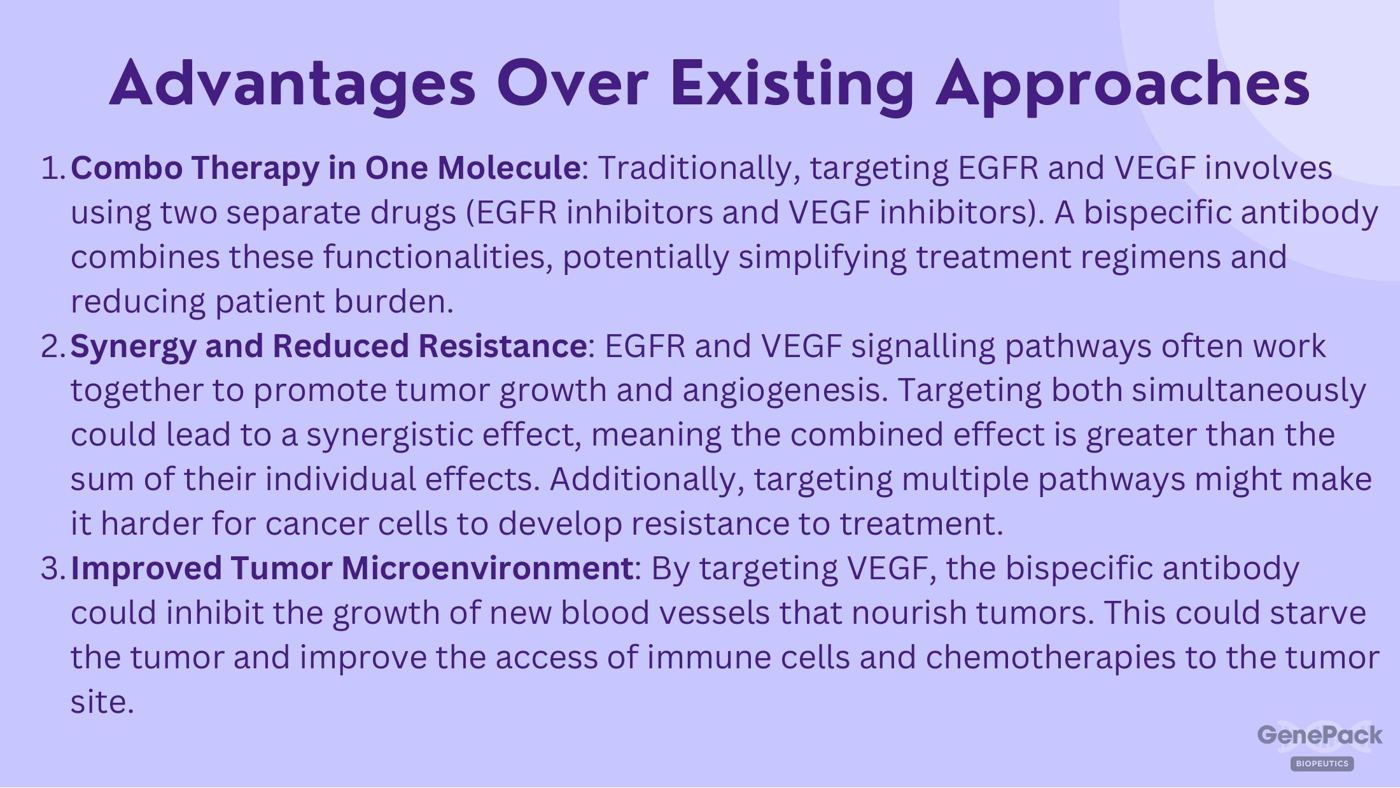 Advantages Over Existing Approaches
1. Combo Therapy in One Molecule: Traditionally, targeting EGFR and VEGF involves
using two separate drugs (EGFR inhibitors and VEGF inhibitors). A bispecific antibody
combines these functionalities, potentially simplifying treatment regimens and
reducing patient burden.
2. Synergy and Reduced Resistance: EGFR and VEGF signalling pathways often work
together to promote tumor growth and angiogenesis. Targeting both simultaneously
could lead to a synergistic effect, meaning the combined effect is greater than the
sum of their individual effects. Additionally, targeting multiple pathways might make
it harder for cancer cells to develop resistance to treatment.
3. Improved Tumor Microenvironment: By targeting VEGF, the bispecific antibody
could inhibit the growth of new blood vessels that nourish tumors. This could starve
the tumor and improve the access of immune cells and chemotherapies to the tumor
site.
GenePack
BIOPEUTICS